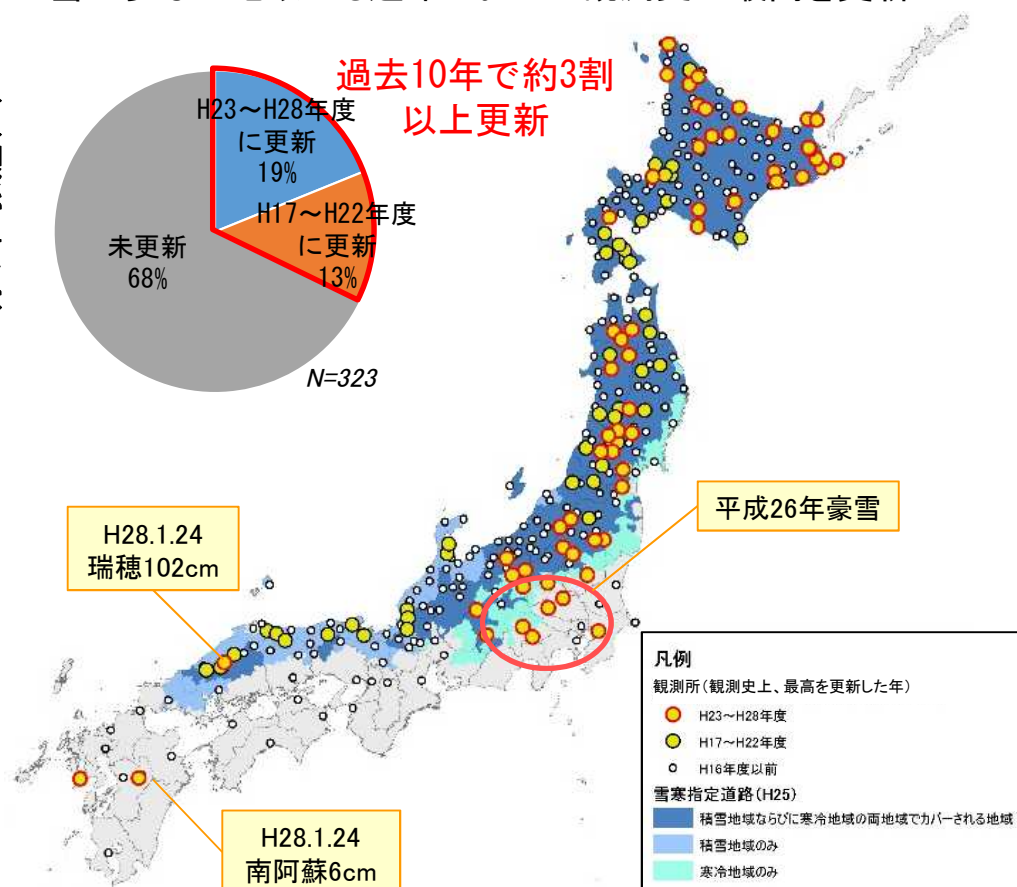 過去10年で約3割
以上更新
H23～H28年度
に更新
19%
H17～H22年度
に更新
13%
未更新
68%
N=323
平成26年豪雪
H28.1.24
瑞穂102cm
H28.1.24
南阿蘇6cm
凡例
観測所(観測史上、最高を更新した年)
H23～H28年度
H17～H22年度
H16年度以前
雪寒指定道路(H25)
積雪地域ならびに寒冷地域の両地域でカバーされる地域
積雪地域のみ
寒冷地域のみ